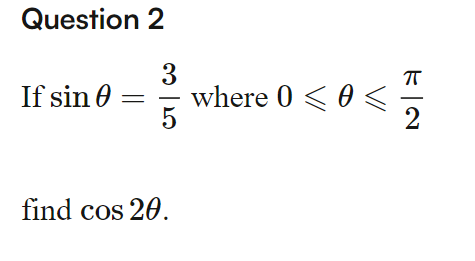 Question 2
If sin θ = 3/5 where 0 ⩽ θ ⩽ π/2
find cos 2θ.